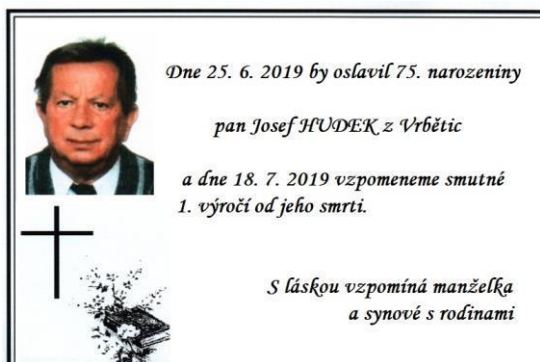 Dne 25. 6. 2019 by oslavil 75. narozeniny
pan Josef HUDEK z Vrbětic
a dne 18. 7. 2019 vzpomeneme smutné
1. výročí od jeho smrti.
S láskou vzpomíná manželka
a synové s rodinami